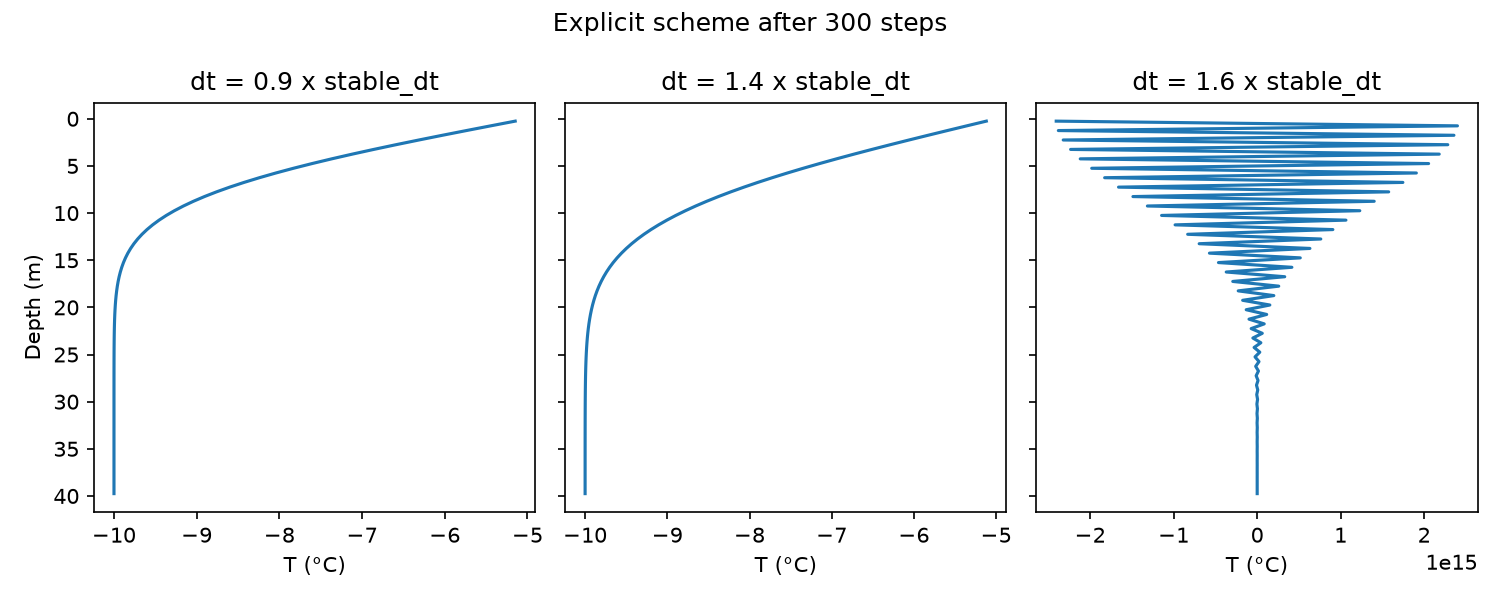 Explicit scheme after 300 steps
dt = 0.9 x stable_dt
dt = 1.4 x stable_dt
dt = 1.6 x stable_dt
Depth (m)
0
5
10
15
20
25
30
35
40
−10 −9 −8 −7 −6 −5
−10 −9 −8 −7 −6 −5
−2 −1 0 1 2
1e15
T (°C)
T (°C)
T (°C)